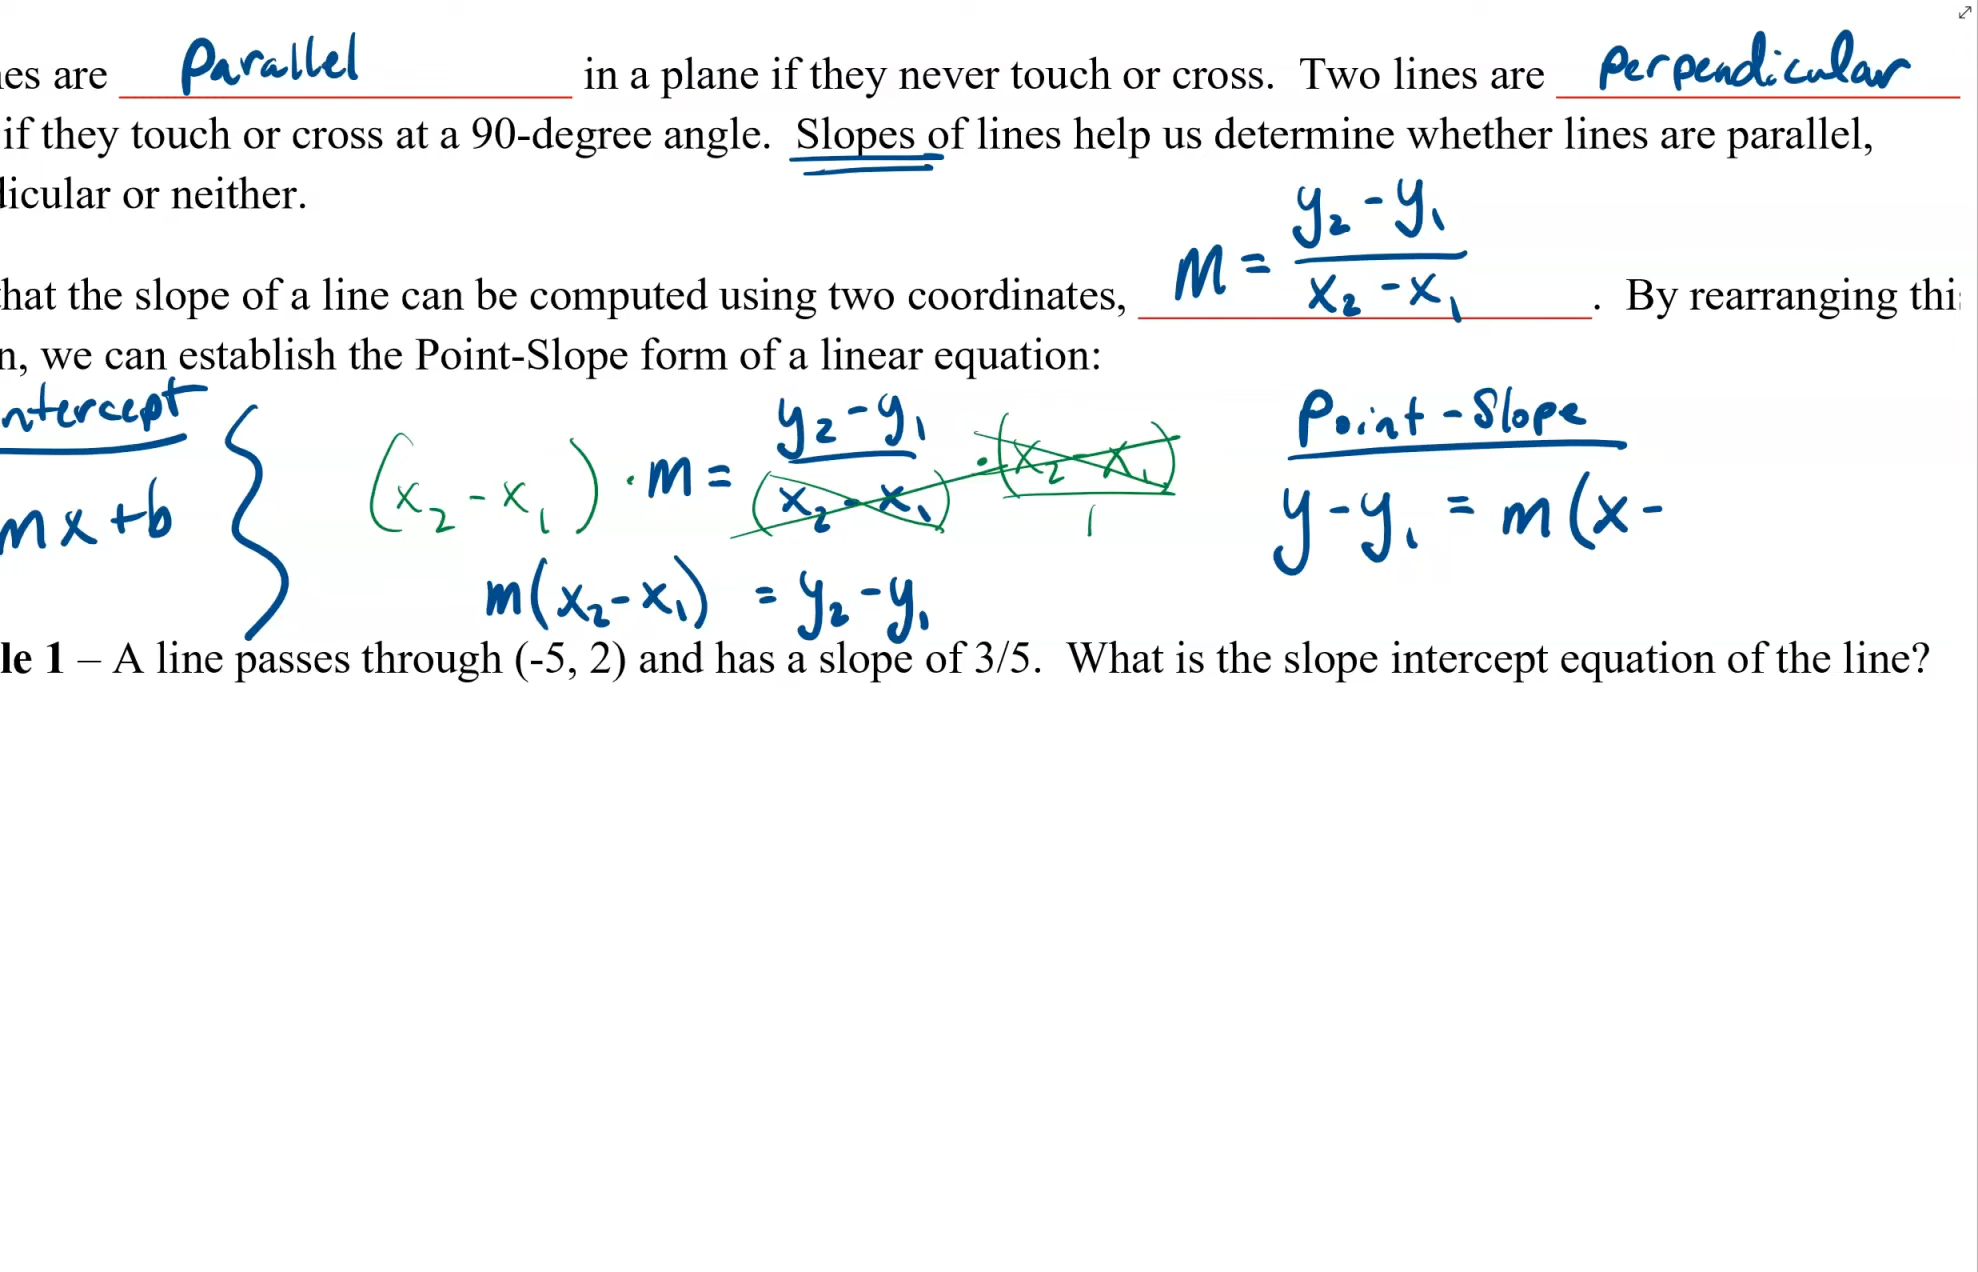 es are Parallel in a plane if they never touch or cross. Two lines are Perpendicular
if they touch or cross at a 90-degree angle. Slopes of lines help us determine whether lines are parallel,
dicular or neither.
hat the slope of a line can be computed using two coordinates, m = (y₂ - y₁)/(x₂ - x₁). By rearranging this
n, we can establish the Point-Slope form of a linear equation:
ntercept
mx + b
(x₂ - x₁) · m = (y₂ - y₁)/(x₂ - x₁) · (x₂ - x₁)/1
m(x₂ - x₁) = y₂ - y₁
Point - Slope
y - y₁ = m(x -
le 1 – A line passes through (-5, 2) and has a slope of 3/5. What is the slope intercept equation of the line?